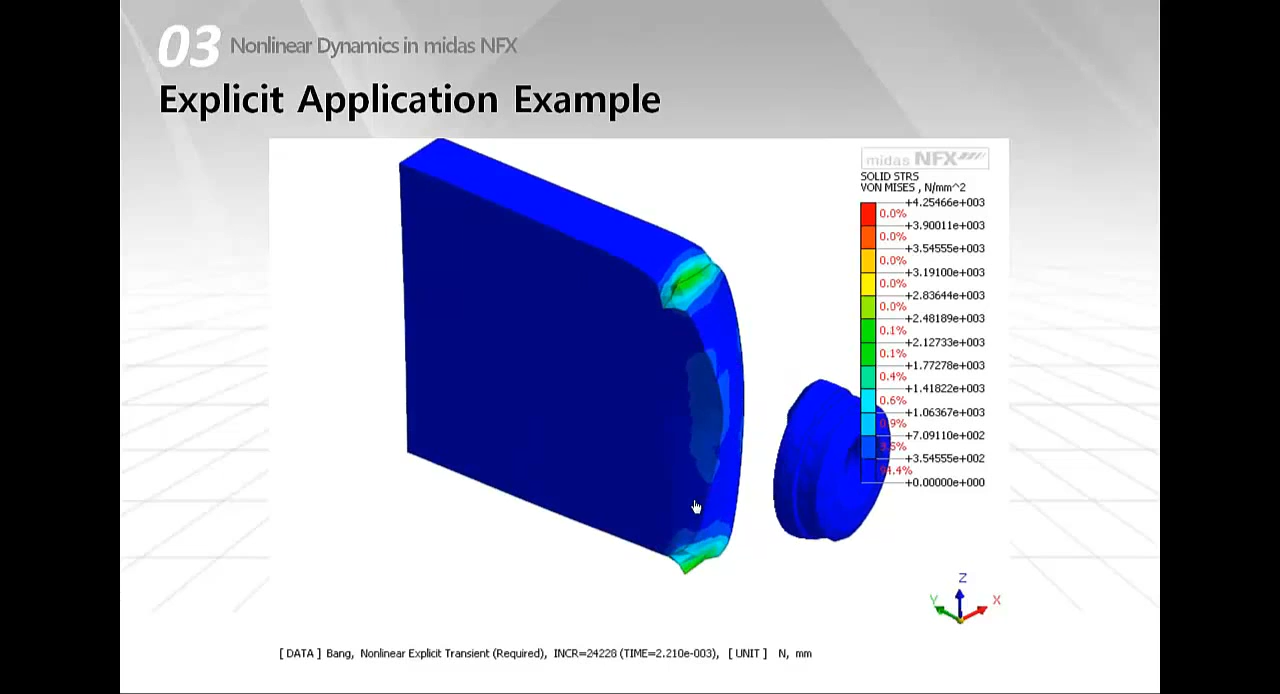 03 Nonlinear Dynamics in midas NFX
Explicit Application Example
midas NFX
SOLID STRS
VON MISES , N/mm^2
+4.25466e+003
0.0%
+3.90011e+003
0.0%
+3.54555e+003
0.0%
+3.19100e+003
0.0%
+2.83644e+003
0.0%
+2.48189e+003
0.1%
+2.12733e+003
0.1%
+1.77278e+003
0.4%
+1.41822e+003
0.6%
+1.06367e+003
0.9%
+7.09110e+002
+3.54555e+002
+0.00000e+000
Z
Y
X
[ DATA ] Bang, Nonlinear Explicit Transient (Required), INCR=24228 (TIME=2.210e-003), [ UNIT ] N, mm